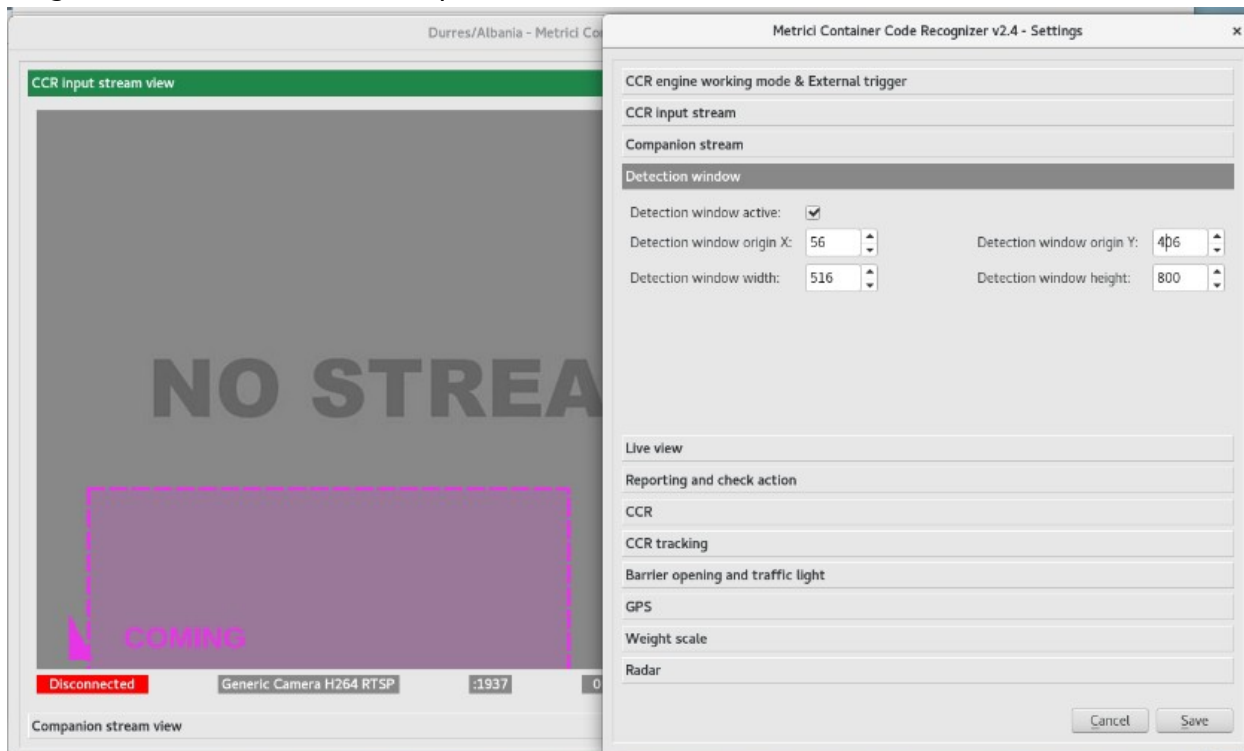 Durres/Albania - Metrici Co
CCR input stream view
NO STREA
COMING
Disconnected Generic Camera H264 RTSP :1937 0
Companion stream view
Metrici Container Code Recognizer v2.4 - Settings x
CCR engine working mode & External trigger
CCR input stream
Companion stream
Detection window
Detection window active:
Detection window origin X: 56 Detection window origin Y: 406
Detection window width: 516 Detection window height: 800
Live view
Reporting and check action
CCR
CCR tracking
Barrier opening and traffic light
GPS
Weight scale
Radar
Cancel Save